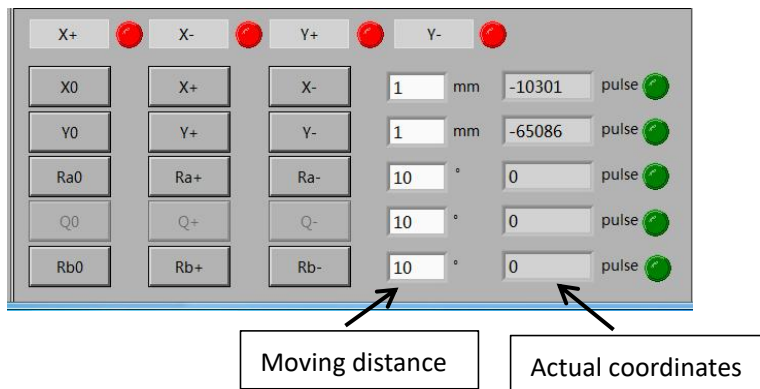 X+ X- Y+ Y-
X0 X+ X- 1 mm -10301 pulse
Y0 Y+ Y- 1 mm -65086 pulse
Ra0 Ra+ Ra- 10 ° 0 pulse
Q0 Q+ Q- 10 ° 0 pulse
Rb0 Rb+ Rb- 10 ° 0 pulse
Moving distance Actual coordinates